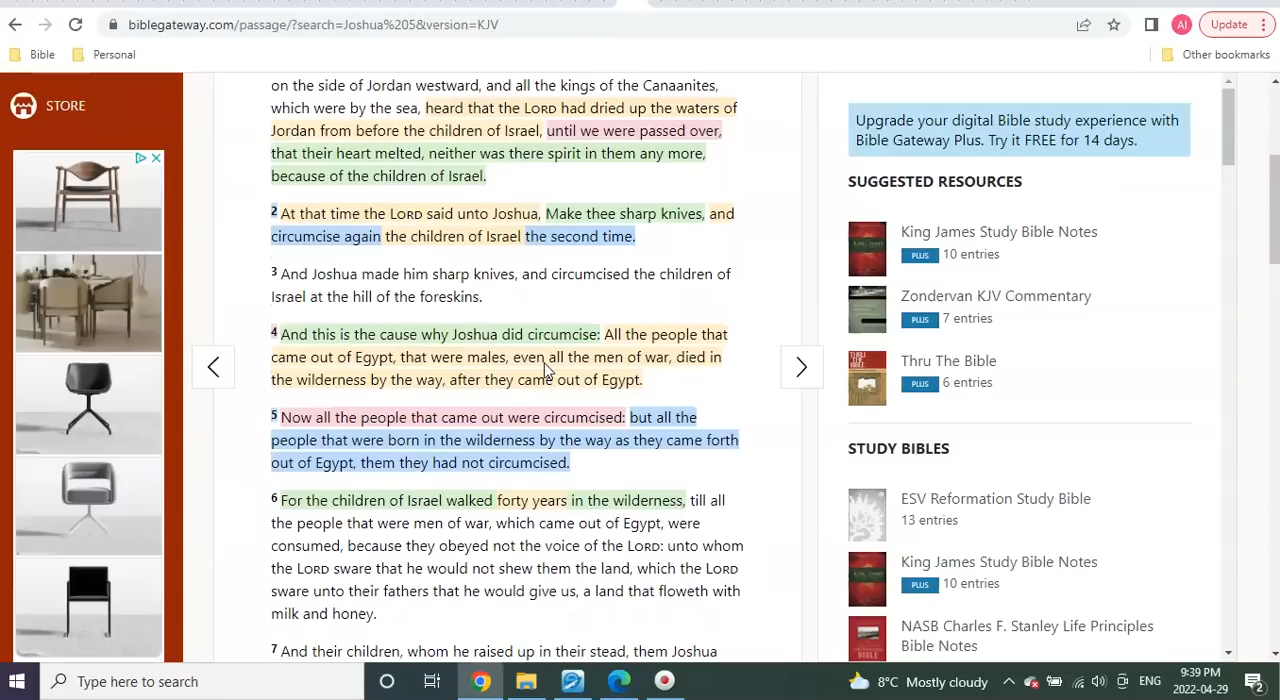 biblegateway.com/passage/?search=Joshua%205&version=KJV
AI
Update
Bible
Personal
Other bookmarks
STORE
on the side of Jordan westward, and all the kings of the Canaanites,
which were by the sea, heard that the LORD had dried up the waters of
Jordan from before the children of Israel, until we were passed over,
that their heart melted, neither was there spirit in them any more,
because of the children of Israel.
2 At that time the LORD said unto Joshua, Make thee sharp knives, and
circumcise again the children of Israel the second time.
3 And Joshua made him sharp knives, and circumcised the children of
Israel at the hill of the foreskins.
4 And this is the cause why Joshua did circumcise: All the people that
came out of Egypt, that were males, even all the men of war, died in
the wilderness by the way, after they came out of Egypt.
5 Now all the people that came out were circumcised: but all the
people that were born in the wilderness by the way as they came forth
out of Egypt, them they had not circumcised.
6 For the children of Israel walked forty years in the wilderness, till all
the people that were men of war, which came out of Egypt, were
consumed, because they obeyed not the voice of the LORD: unto whom
the LORD sware that he would not shew them the land, which the LORD
sware unto their fathers that he would give us, a land that floweth with
milk and honey.
7 And their children, whom he raised up in their stead, them Joshua
Upgrade your digital Bible study experience with
Bible Gateway Plus. Try it FREE for 14 days.
SUGGESTED RESOURCES
King James Study Bible Notes
PLUS 10 entries
Zondervan KJV Commentary
PLUS 7 entries
THRU THE BIBLE
Thru The Bible
PLUS 6 entries
STUDY BIBLES
ESV Reformation Study Bible
13 entries
King James Study Bible Notes
PLUS 10 entries
NASB Charles F. Stanley Life Principles
Bible Notes
Type here to search
8°C Mostly cloudy
ENG
9:39 PM
2022-04-29
2